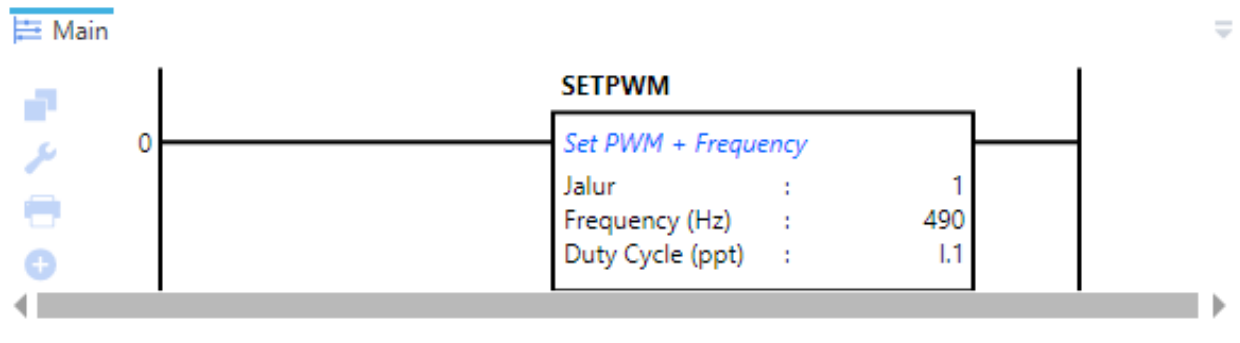 Main
SETPWM
0
Set PWM + Frequency
Jalur : 1
Frequency (Hz) : 490
Duty Cycle (ppt) : I.1